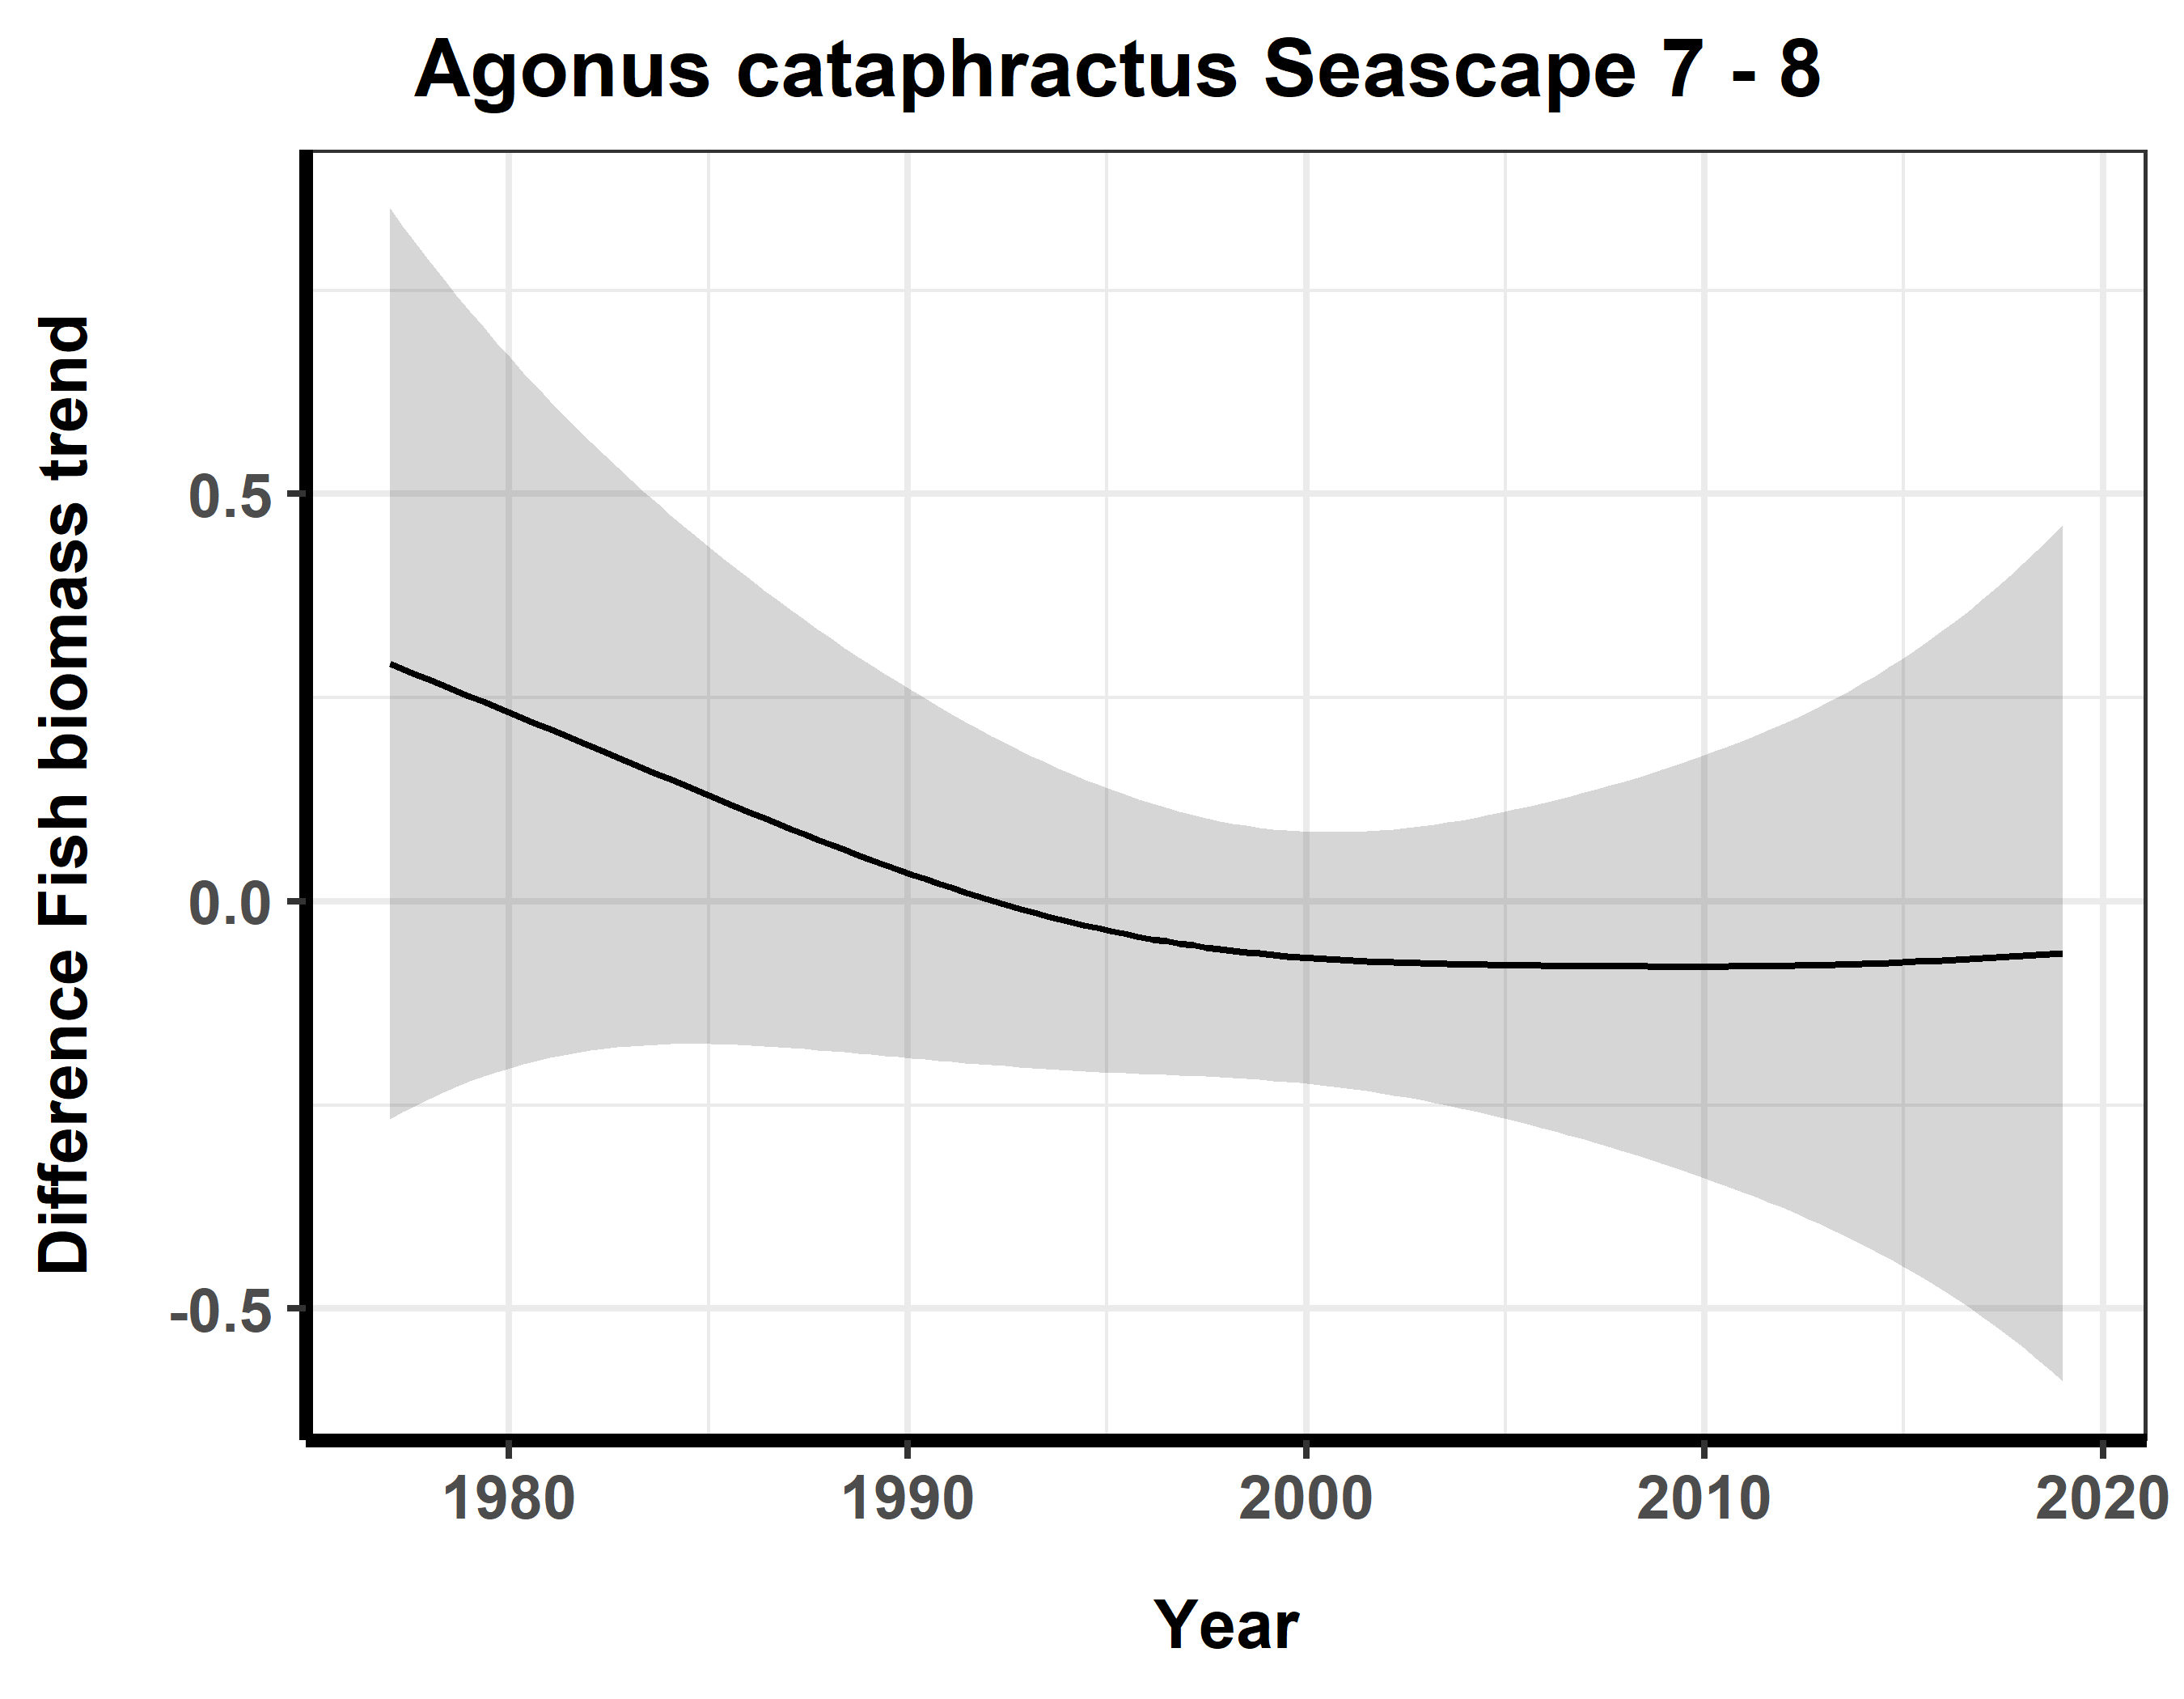 Agonus cataphractus Seascape 7 - 8
Difference Fish biomass trend
0.5
0.0
-0.5
1980
1990
2000
2010
2020
Year